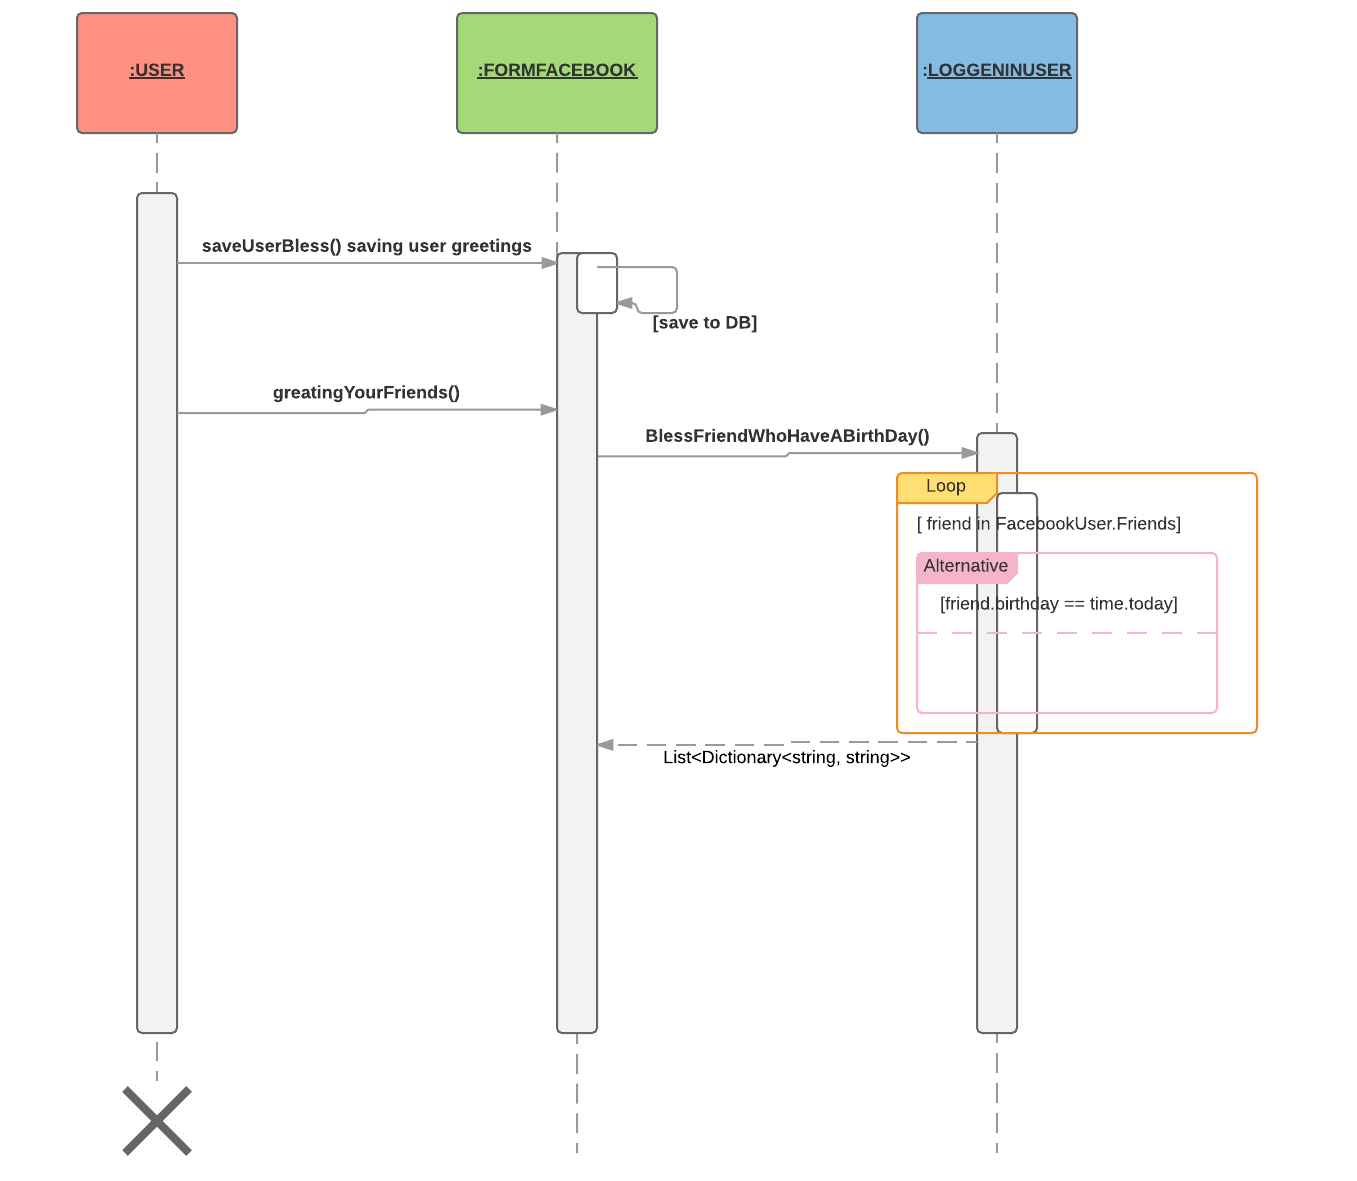 :USER
:FORMFACEBOOK
:LOGGENINUSER
saveUserBless() saving user greetings
[save to DB]
greatingYourFriends()
BlessFriendWhoHaveABirthDay()
Loop
[ friend in FacebookUser.Friends]
Alternative
[friend.birthday == time.today]
List<Dictionary<string, string>>